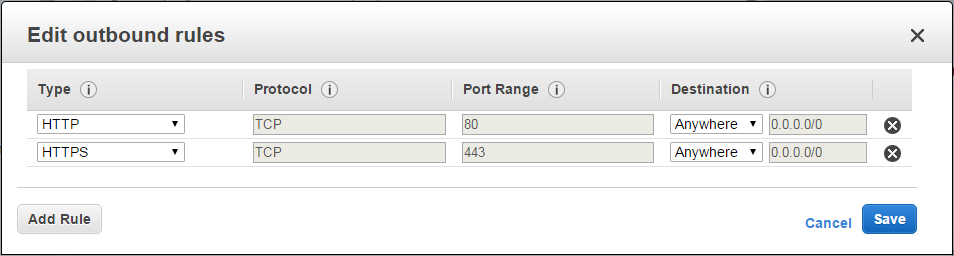 Edit outbound rules
Type i Protocol i Port Range i Destination i
HTTP TCP 80 Anywhere 0.0.0.0/0
HTTPS TCP 443 Anywhere 0.0.0.0/0
Add Rule Cancel Save